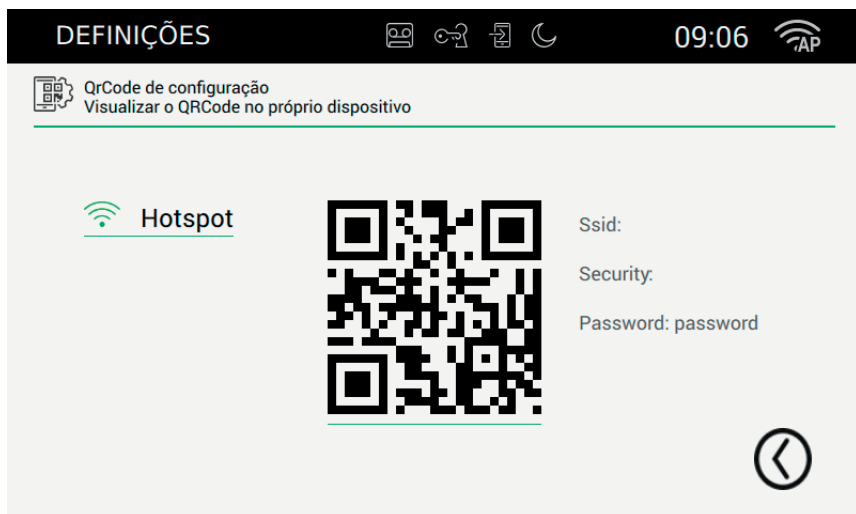 DEFINIÇÕES
09:06
AP
QrCode de configuração
Visualizar o QRCode no próprio dispositivo
Hotspot
Ssid:
Security:
Password: password